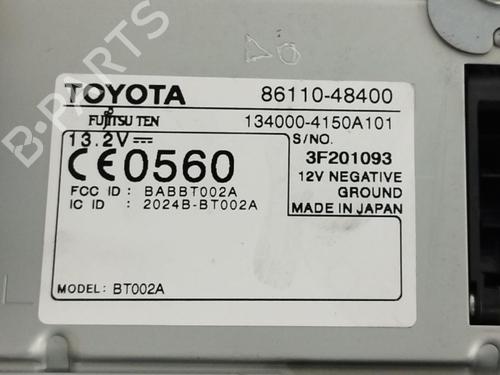 TOYOTA 86110-48400
FUJITSU TEN 134000-4150A101
13.2V⎓ S/NO.
CE0560 3F201093
FCC ID : BABBT002A 12V NEGATIVE
IC ID : 2024B-BT002A GROUND
MADE IN JAPAN
MODEL: BT002A